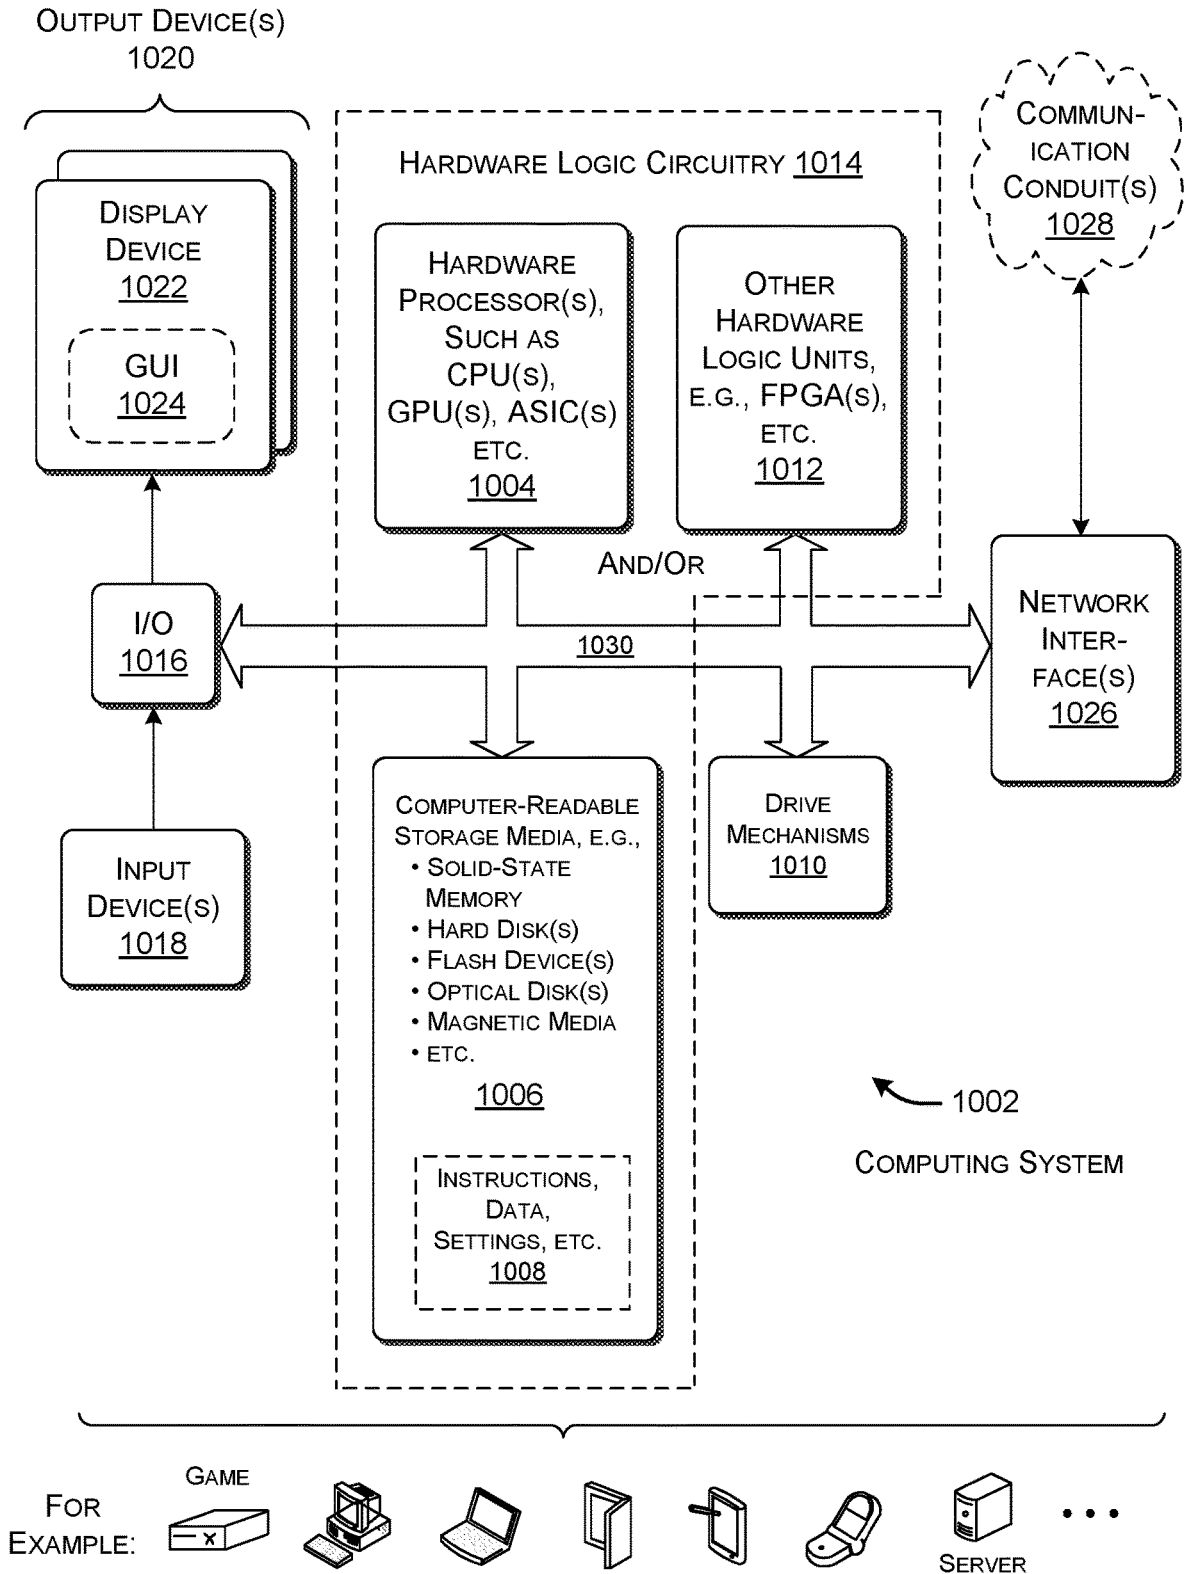 OUTPUT DEVICE(S)
1020
DISPLAY
DEVICE
1022
GUI
1024
HARDWARE LOGIC CIRCUITRY 1014
HARDWARE
PROCESSOR(S),
SUCH AS
CPU(S),
GPU(S), ASIC(S)
ETC.
1004
OTHER
HARDWARE
LOGIC UNITS,
E.G., FPGA(S),
ETC.
1012
COMMUN-
ICATION
CONDUIT(S)
1028
AND/OR
I/O
1016
1030
NETWORK
INTER-
FACE(S)
1026
INPUT
DEVICE(S)
1018
COMPUTER-READABLE
STORAGE MEDIA, E.G.,
• SOLID-STATE
MEMORY
• HARD DISK(S)
• FLASH DEVICE(S)
• OPTICAL DISK(S)
• MAGNETIC MEDIA
• ETC.
1006
INSTRUCTIONS,
DATA,
SETTINGS, ETC.
1008
DRIVE
MECHANISMS
1010
1002
COMPUTING SYSTEM
FOR
EXAMPLE:
GAME
SERVER
• • •